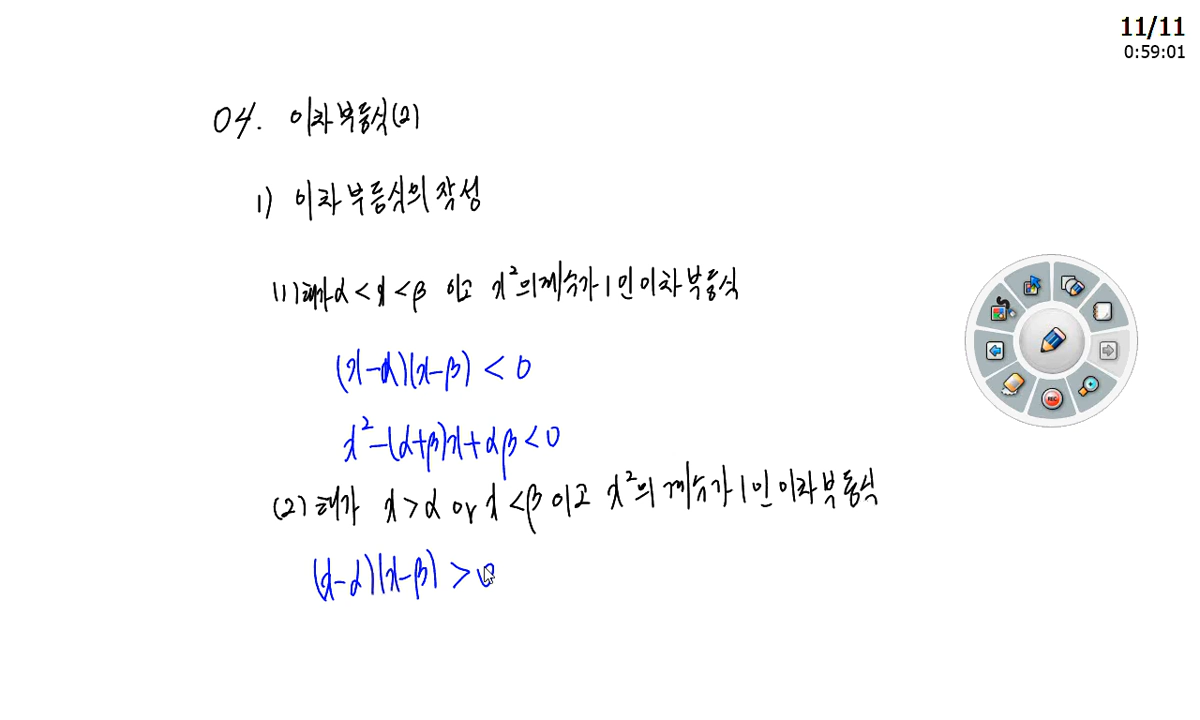 11/11
0:59:01
04. 이차부등식(2)
1) 이차부등식의 작성
(1) 해가 α < x < β 이고 x²의 계수가 1인 이차부등식
(x-α)(x-β) < 0
x²-(α+β)x+αβ<0
(2) 해가 x>α or x<β 이고 x²의 계수가 1인 이차부등식
(x-α)(x-β) > 0
REC